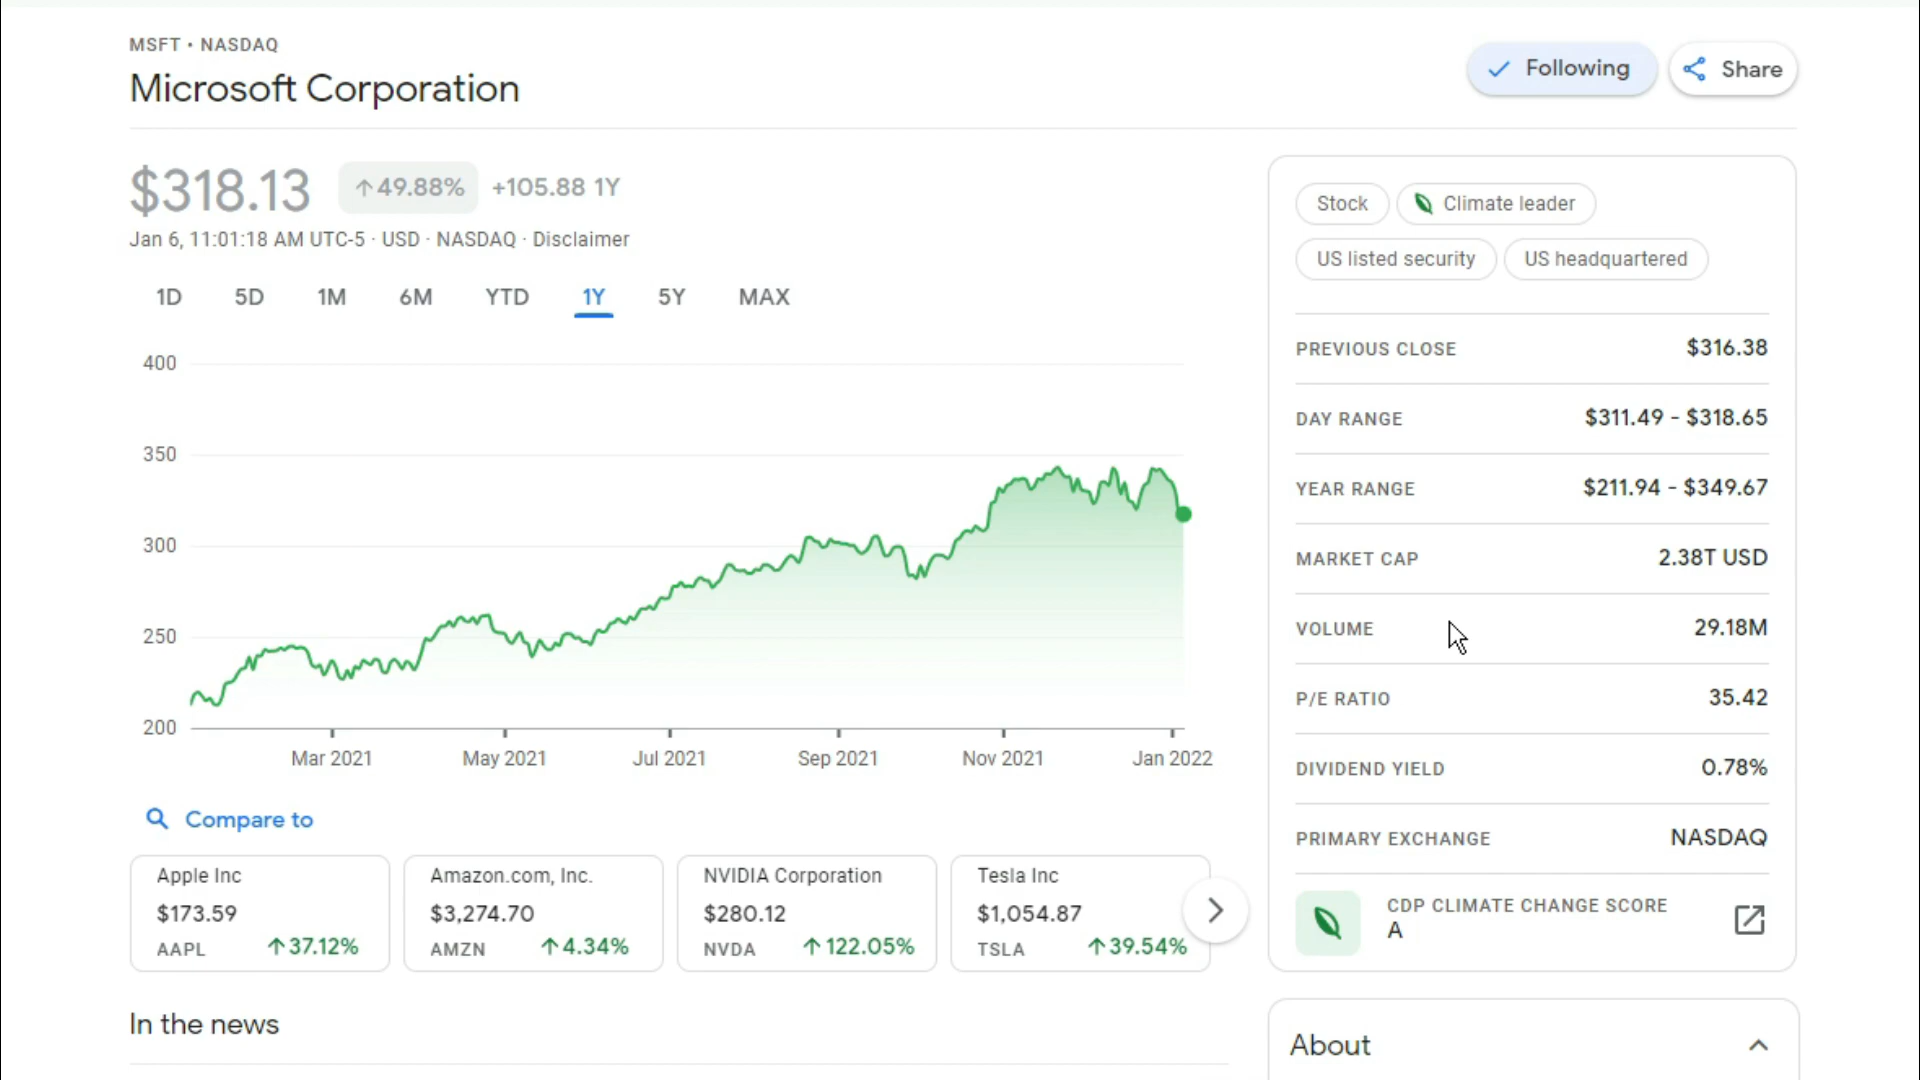 MSFT • NASDAQ
Microsoft Corporation
Following
Share
$318.13
↑49.88%
+105.88 1Y
Jan 6, 11:01:18 AM UTC-5 · USD · NASDAQ · Disclaimer
1D 5D 1M 6M YTD 1Y 5Y MAX
400
350
300
250
200
Mar 2021 May 2021 Jul 2021 Sep 2021 Nov 2021 Jan 2022
Compare to
Apple Inc
$173.59
AAPL ↑37.12%
Amazon.com, Inc.
$3,274.70
AMZN ↑4.34%
NVIDIA Corporation
$280.12
NVDA ↑122.05%
Tesla Inc
$1,054.87
TSLA ↑39.54%
In the news
Stock
Climate leader
US listed security
US headquartered
PREVIOUS CLOSE $316.38
DAY RANGE $311.49 - $318.65
YEAR RANGE $211.94 - $349.67
MARKET CAP 2.38T USD
VOLUME 29.18M
P/E RATIO 35.42
DIVIDEND YIELD 0.78%
PRIMARY EXCHANGE NASDAQ
CDP CLIMATE CHANGE SCORE
A
About